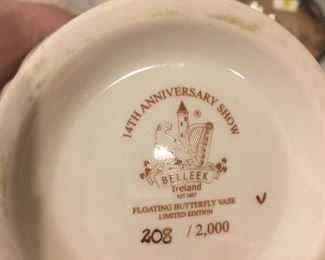 14TH ANNIVERSARY SHOW
®
BELLEEK
Ireland
EST 1857
FLOATING BUTTERFLY VASE
LIMITED EDITION
208 / 2,000